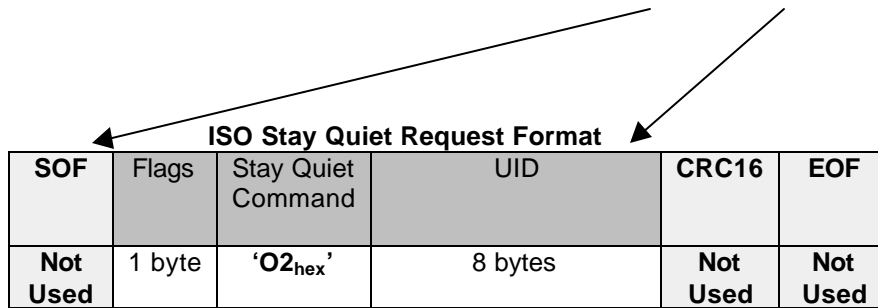 ISO Stay Quiet Request Format
SOF Flags Stay Quiet Command UID CRC16 EOF
Not Used 1 byte ‘O2hex’ 8 bytes Not Used Not Used